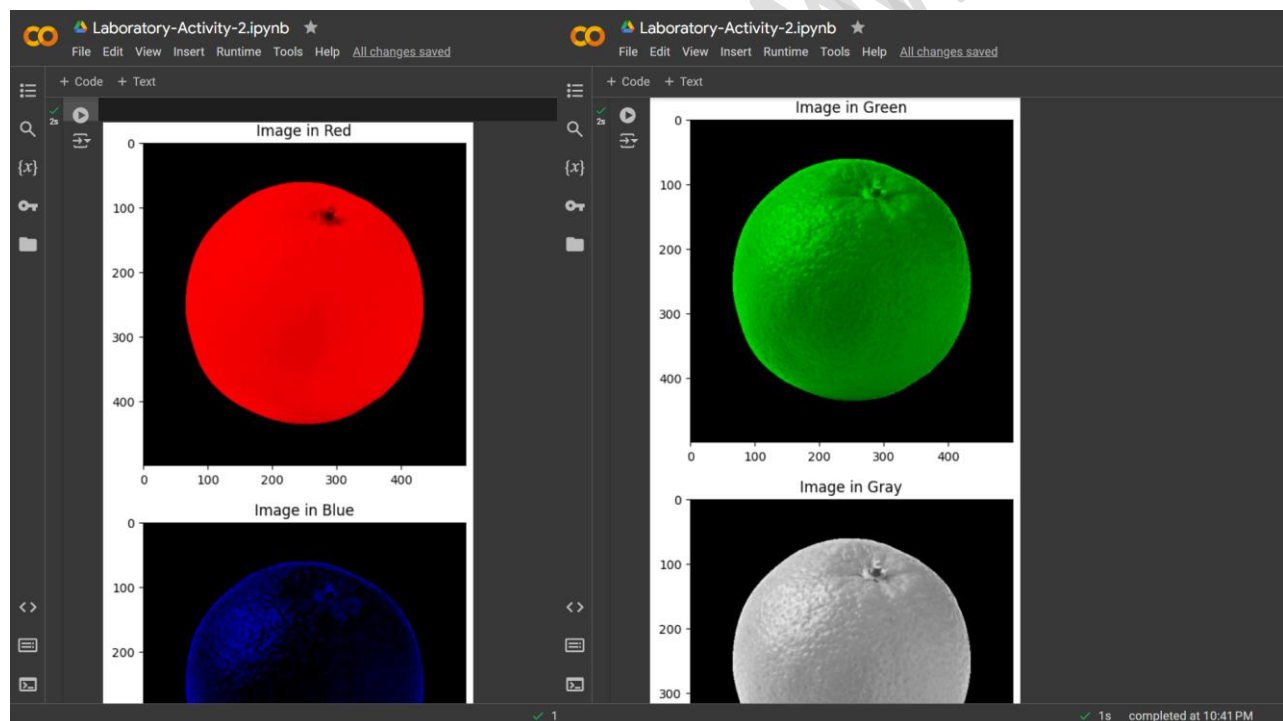 Laboratory-Activity-2.ipynb
File Edit View Insert Runtime Tools Help All changes saved
+ Code + Text
2s
{x}
Image in Red
0
100
200
300
400
0 100 200 300 400
Image in Blue
0
100
200
1
Laboratory-Activity-2.ipynb
File Edit View Insert Runtime Tools Help All changes saved
+ Code + Text
2s
{x}
Image in Green
0
100
200
300
400
0 100 200 300 400
Image in Gray
0
100
200
300
1s completed at 10:41 PM